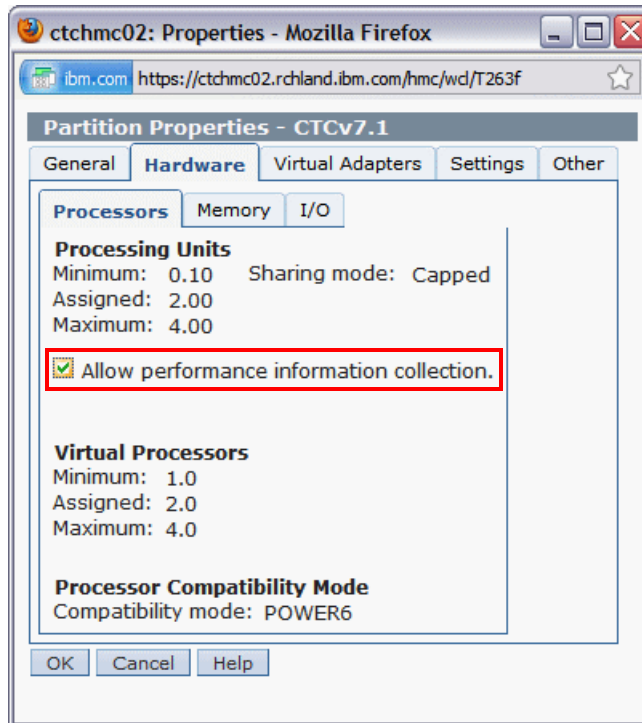 ctchmc02: Properties - Mozilla Firefox
ibm.com https://ctchmc02.rchland.ibm.com/hmc/wcl/T263f
Partition Properties - CTCv7.1
General Hardware Virtual Adapters Settings Other
Processors Memory I/O
Processing Units
Minimum: 0.10 Sharing mode: Capped
Assigned: 2.00
Maximum: 4.00
Allow performance information collection.
Virtual Processors
Minimum: 1.0
Assigned: 2.0
Maximum: 4.0
Processor Compatibility Mode
Compatibility mode: POWER6
OK Cancel Help